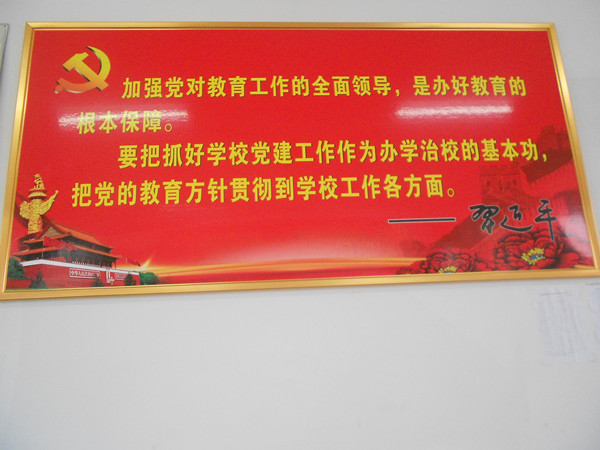 加强党对教育工作的全面领导，是办好教育的
根本保障。
要把抓好学校党建工作作为办学治校的基本功，
把党的教育方针贯彻到学校工作各方面。
——习近平